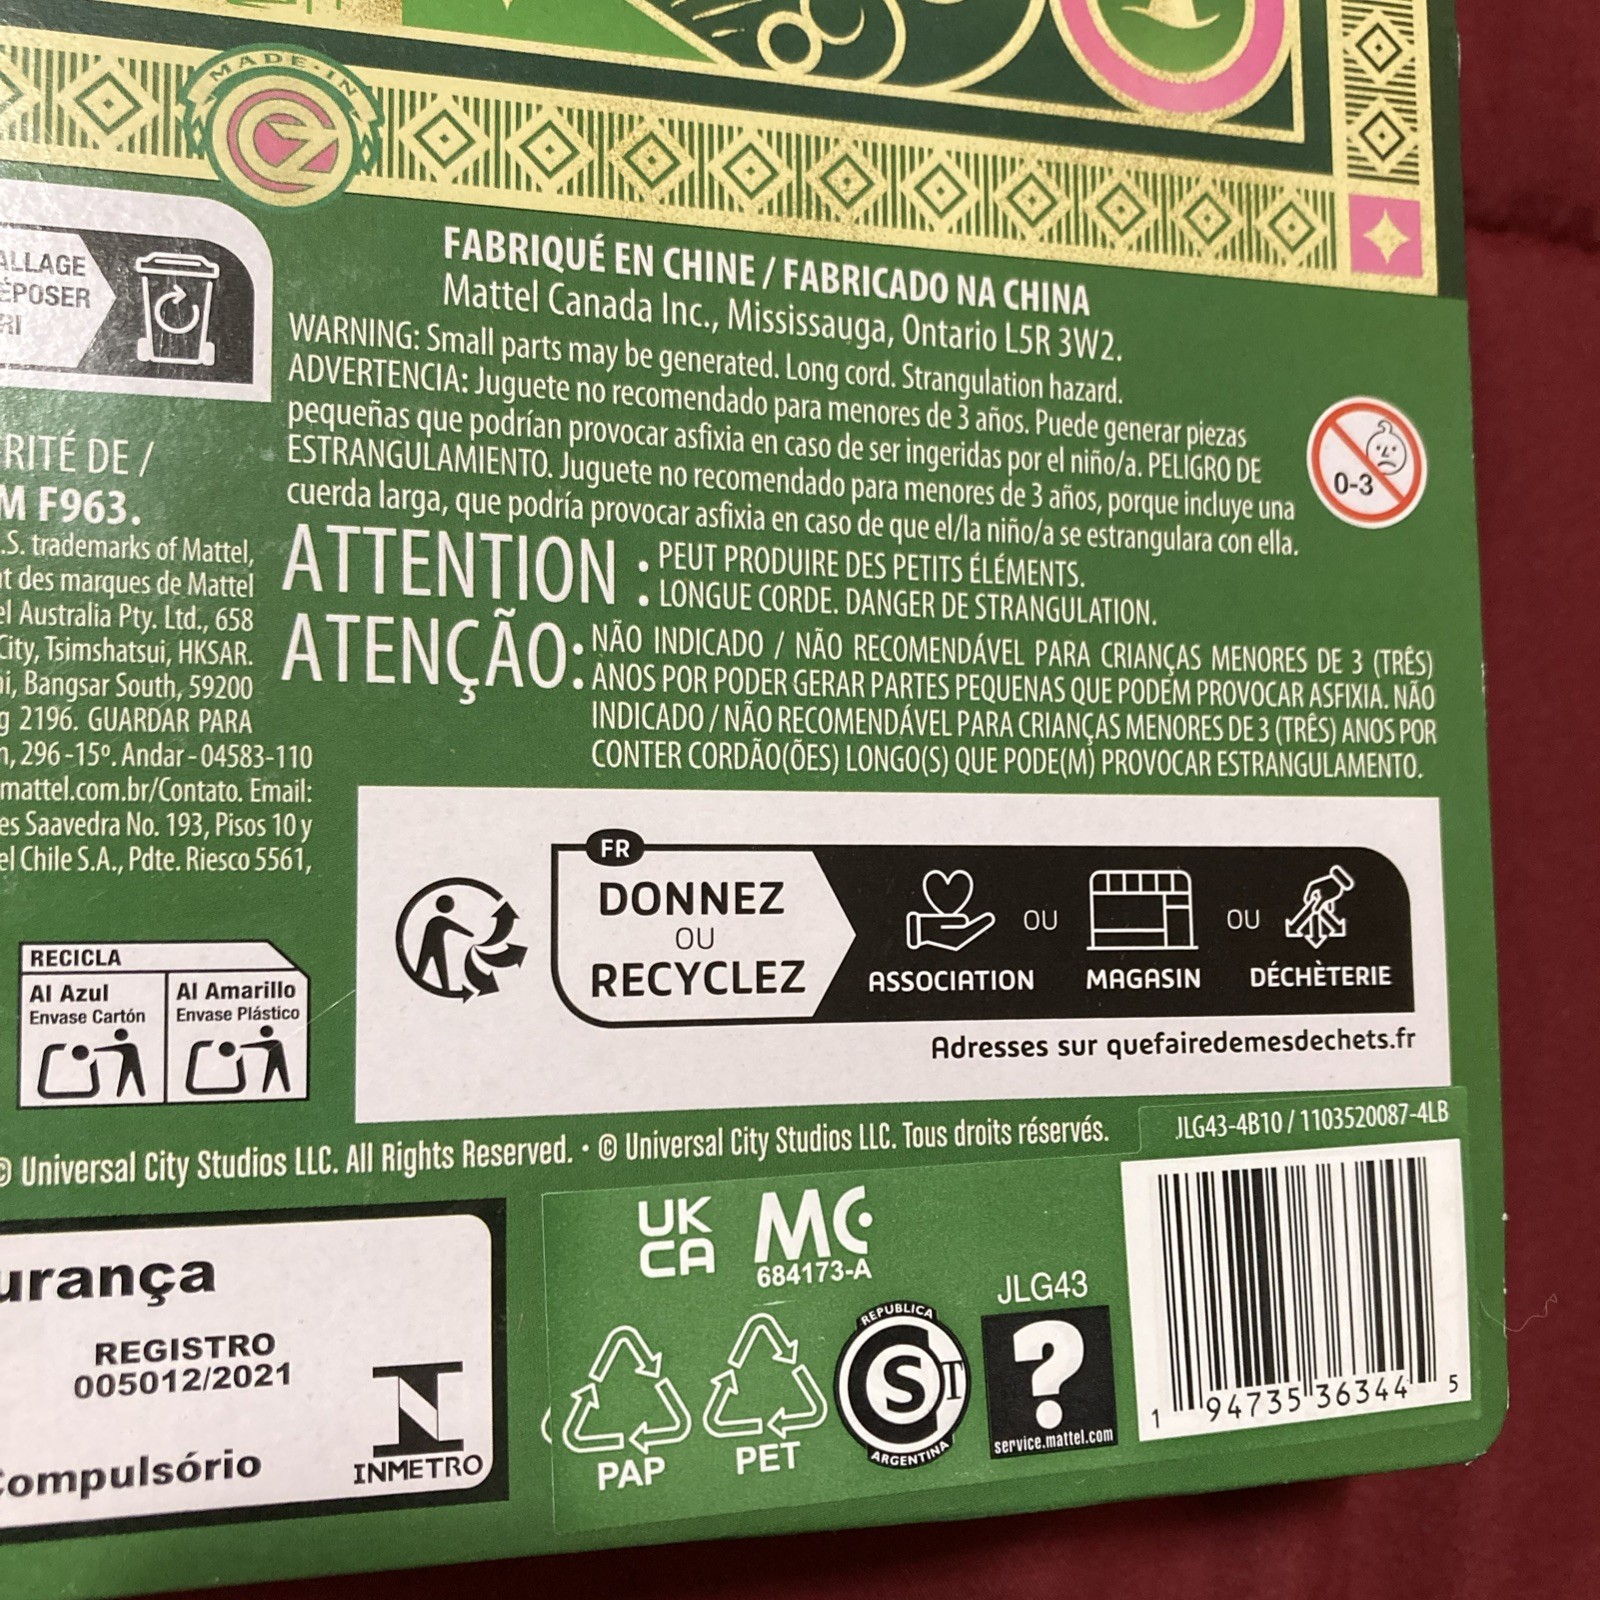 MADE·IN
OZ
FABRIQUÉ EN CHINE / FABRICADO NA CHINA
Mattel Canada Inc., Mississauga, Ontario L5R 3W2.
WARNING: Small parts may be generated. Long cord. Strangulation hazard.
ADVERTENCIA: Juguete no recomendado para menores de 3 años. Puede generar piezas
pequeñas que podrían provocar asfixia en caso de ser ingeridas por el niño/a. PELIGRO DE
ESTRANGULAMIENTO. Juguete no recomendado para menores de 3 años, porque incluye una
cuerda larga, que podría provocar asfixia en caso de que el/la niño/a se estrangulara con ella.
0-3
ATTENTION : PEUT PRODUIRE DES PETITS ÉLÉMENTS.
LONGUE CORDE. DANGER DE STRANGULATION.
ATENÇÃO: NÃO INDICADO / NÃO RECOMENDÁVEL PARA CRIANÇAS MENORES DE 3 (TRÊS)
ANOS POR PODER GERAR PARTES PEQUENAS QUE PODEM PROVOCAR ASFIXIA. NÃO
INDICADO / NÃO RECOMENDÁVEL PARA CRIANÇAS MENORES DE 3 (TRÊS) ANOS POR
CONTER CORDÃO(ÕES) LONGO(S) QUE PODE(M) PROVOCAR ESTRANGULAMENTO.
ALLAGE
ÉPOSER
RI
RITÉ DE /
M F963.
.S. trademarks of Mattel,
t des marques de Mattel
el Australia Pty. Ltd., 658
City, Tsimshatsui, HKSAR.
i, Bangsar South, 59200
g 2196. GUARDAR PARA
, 296 -15º. Andar - 04583-110
mattel.com.br/Contato. Email:
es Saavedra No. 193, Pisos 10 y
el Chile S.A., Pdte. Riesco 5561,
FR
DONNEZ
OU
RECYCLEZ
ASSOCIATION OU MAGASIN OU DÉCHÈTERIE
Adresses sur quefairedemesdechets.fr
RECICLA
Al Azul
Envase Cartón
Al Amarillo
Envase Plástico
© Universal City Studios LLC. All Rights Reserved. • © Universal City Studios LLC. Tous droits réservés.
JLG43-4B10 / 1103520087-4LB
urança
REGISTRO
005012/2021
ompulsório
INMETRO
UK
CA
MC
684173-A
PAP
PET
REPUBLICA
S T
ARGENTINA
JLG43
?
service.mattel.com
1 94735 36344 5